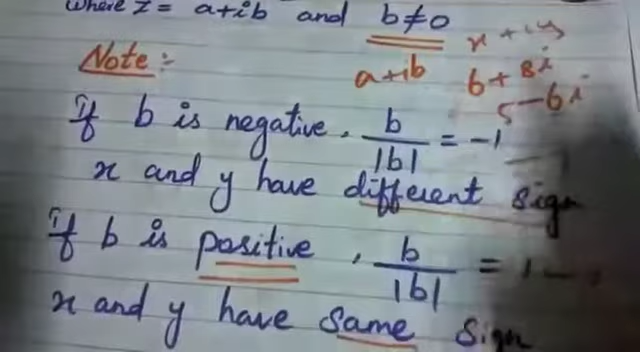 where z = a+ib and b≠0
x + iy
Note :-
a+ib 6 + 8i
5 - 6i
if b is negative, b/|b| = -1
x and y have different sign
if b is positive, b/|b| = 1
x and y have same sign